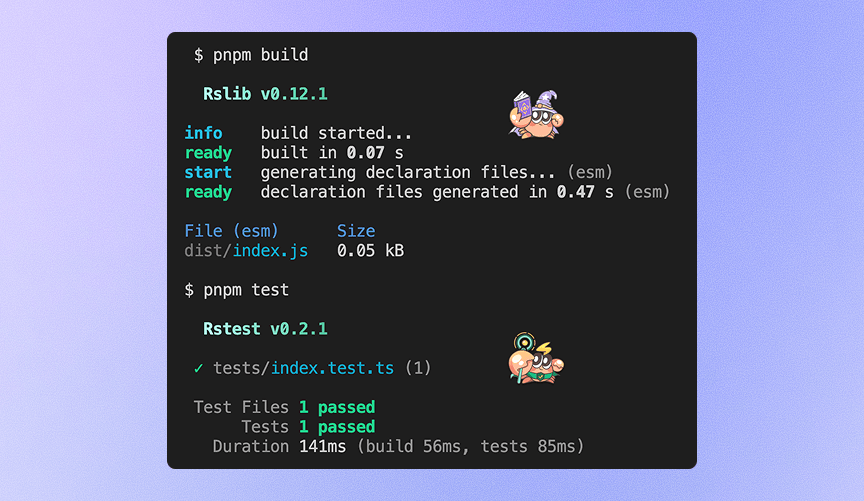 $ pnpm build
Rslib v0.12.1
info build started...
ready built in 0.07 s
start generating declaration files... (esm)
ready declaration files generated in 0.47 s (esm)
File (esm) Size
dist/index.js 0.05 kB
$ pnpm test
Rstest v0.2.1
✓ tests/index.test.ts (1)
Test Files 1 passed
Tests 1 passed
Duration 141ms (build 56ms, tests 85ms)